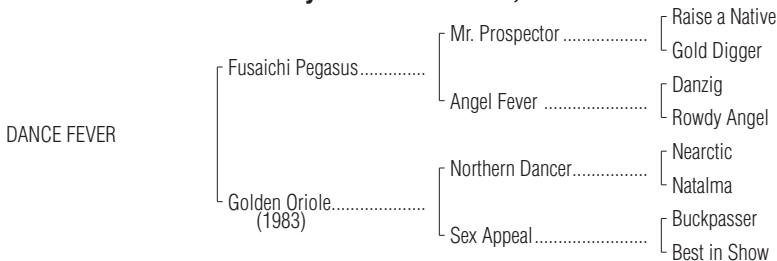 Raise a Native
Mr. Prospector
Gold Digger
Fusaichi Pegasus
Danzig
Angel Fever
Rowdy Angel
DANCE FEVER
Nearctic
Northern Dancer
Natalma
Golden Oriole
(1983)
Buckpasser
Sex Appeal
Best in Show